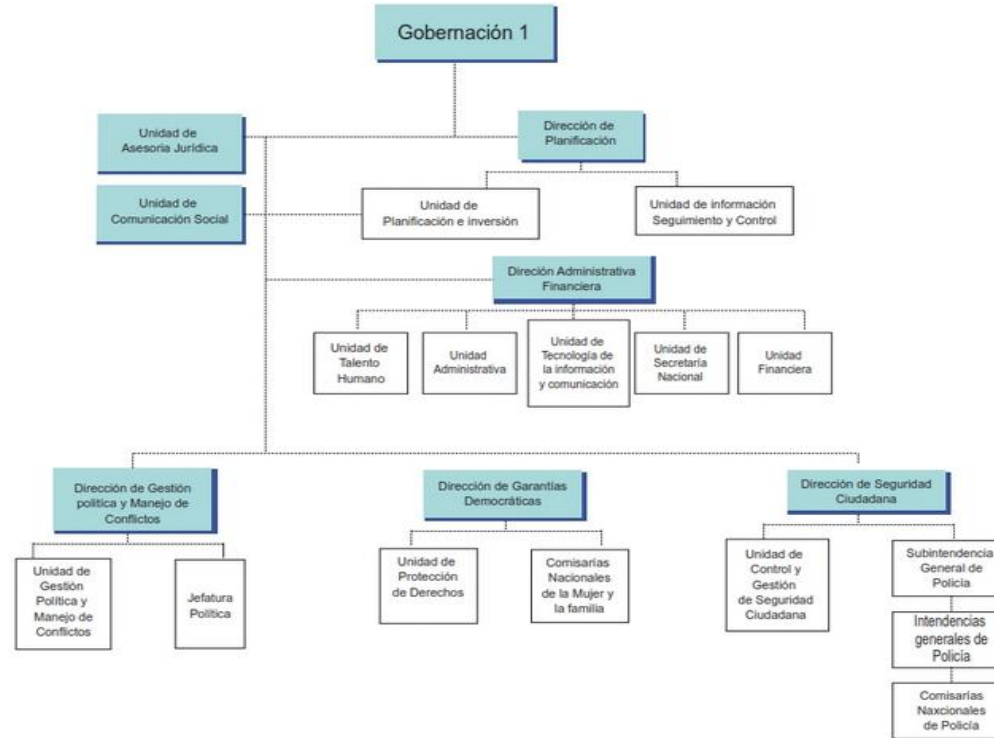 Gobernación 1
Unidad de
Asesoria Jurídica
Dirección de
Planificación
Unidad de
Comunicación Social
Unidad de
Planificación e inversión
Unidad de información
Seguimiento y Control
Direción Administrativa
Financiera
Unidad de
Talento
Humano
Unidad
Administrativa
Unidad de
Tecnología de
la información
y comunicación
Unidad de
Secretaría
Nacional
Unidad
Financiera
Dirección de Gestión
politíca y Manejo de
Conflictos
Dirección de Garantías
Democráticas
Dirección de Seguridad
Ciudadana
Unidad de
Gestión
Política y
Manejo de
Conflictos
Jefatura
Política
Unidad de
Protección
de Derechos
Comisarías
Nacionales
de la Mujer y
la familia
Unidad de
Control y
Gestión
de Seguridad
Ciudadana
Subintendencia
General de
Policía
Intendencias
generales de
Policía
Comisarías
Naxcionales
de Policía